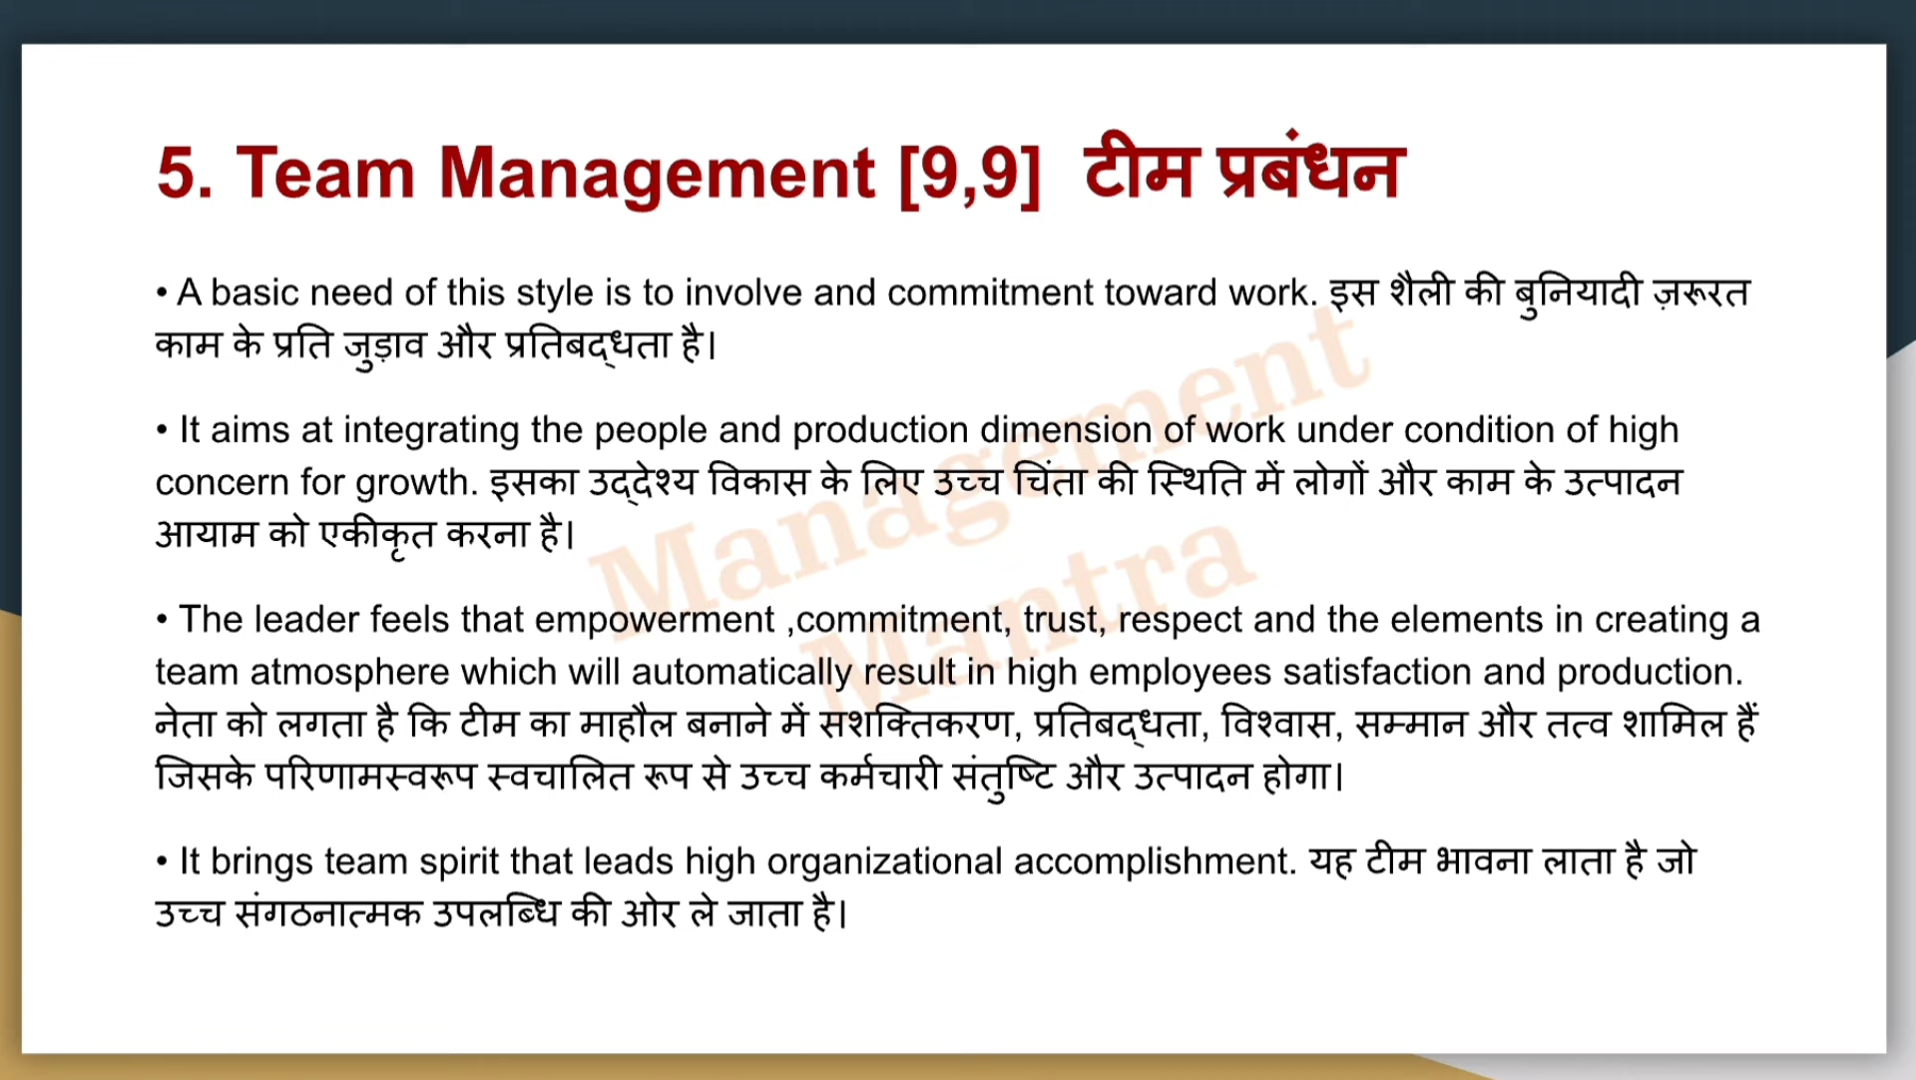 5. Team Management [9,9] टीम प्रबंधन
• A basic need of this style is to involve and commitment toward work. इस शैली की बुनियादी ज़रूरत
काम के प्रति जुड़ाव और प्रतिबद्धता है।
• It aims at integrating the people and production dimension of work under condition of high
concern for growth. इसका उद्देश्य विकास के लिए उच्च चिंता की स्थिति में लोगों और काम के उत्पादन
आयाम को एकीकृत करना है।
• The leader feels that empowerment ,commitment, trust, respect and the elements in creating a
team atmosphere which will automatically result in high employees satisfaction and production.
नेता को लगता है कि टीम का माहौल बनाने में सशक्तिकरण, प्रतिबद्धता, विश्वास, सम्मान और तत्व शामिल हैं
जिसके परिणामस्वरूप स्वचालित रूप से उच्च कर्मचारी संतुष्टि और उत्पादन होगा।
• It brings team spirit that leads high organizational accomplishment. यह टीम भावना लाता है जो
उच्च संगठनात्मक उपलब्धि की ओर ले जाता है।
Management
Mantra